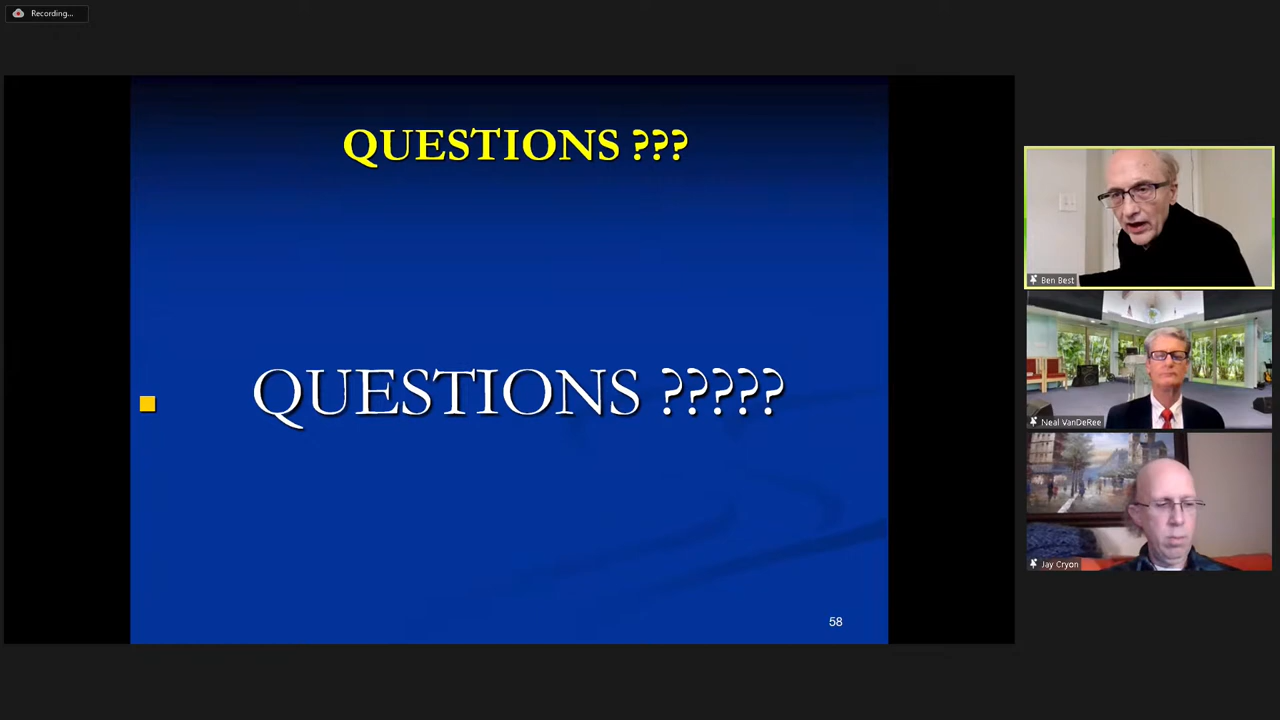 Recording...
QUESTIONS ???
QUESTIONS ?????
58
Ben Best
Neal VanDeRee
Jay Cryon